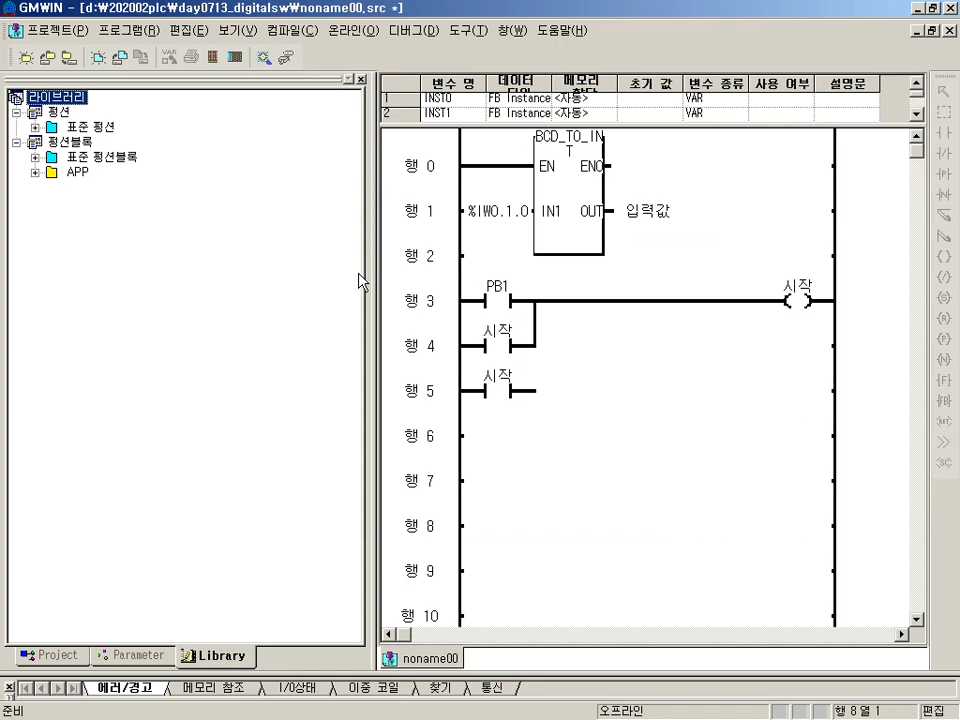 GMWIN - [d:₩202002plc₩day0713_digitalsw₩noname00.src *]
프로젝트(P) 프로그램(R) 편집(E) 보기(V) 컴파일(C) 온라인(O) 디버그(D) 도구(T) 창(W) 도움말(H)
라이브러리
펑션
표준 펑션
펑션블록
표준 펑션블록
APP
변수 명 데이터 메모리 초기 값 변수 종류 사용 여부 설명문
1 INST0 FB Instance <자동> VAR
2 INST1 FB Instance <자동> VAR
BCD_TO_IN
T
행 0 EN ENO
행 1 %IW0.1.0 IN1 OUT 입력값
행 2
PB1 시작
행 3
시작
행 4
시작
행 5
행 6
행 7
행 8
행 9
행 10
Project Parameter Library
noname00
에러/경고 메모리 참조 I/O상태 이중 코일 찾기 통신
준비 오프라인 행 8 열 1 편집